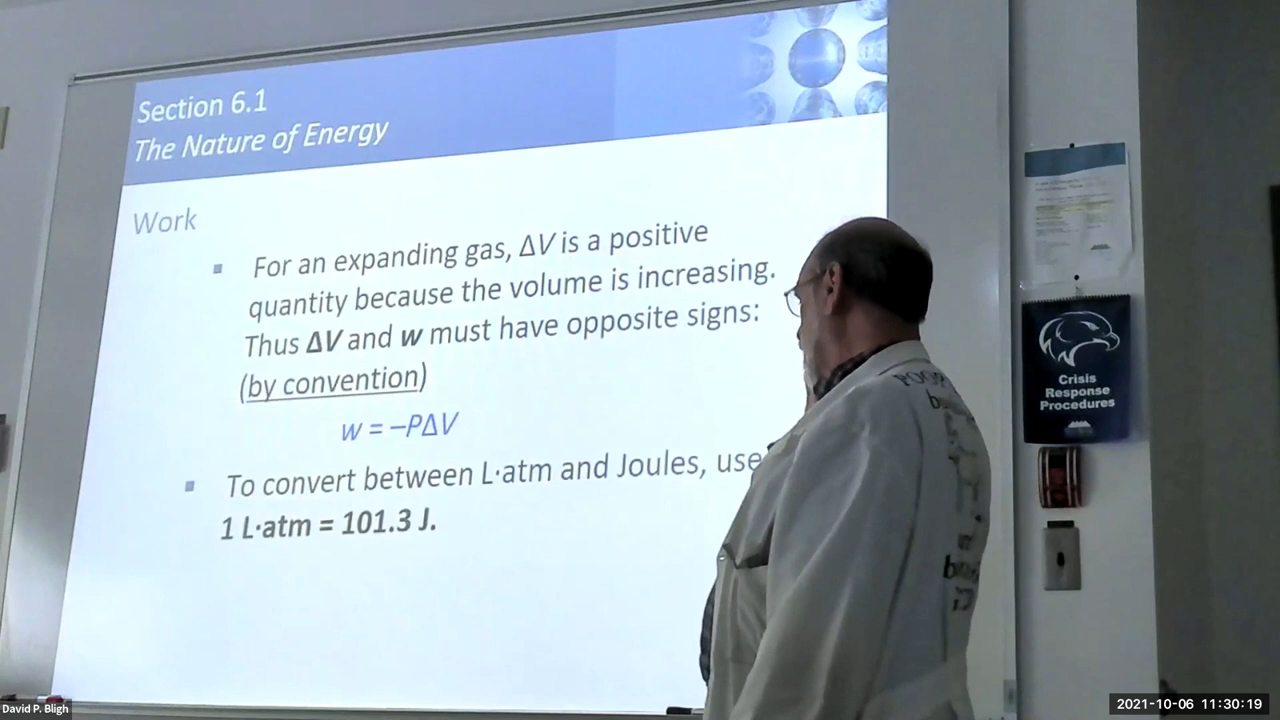 Section 6.1
The Nature of Energy
Work
▪ For an expanding gas, ΔV is a positive
quantity because the volume is increasing.
Thus ΔV and w must have opposite signs:
(by convention)
w = –PΔV
▪ To convert between L·atm and Joules, use
1 L·atm = 101.3 J.
Crisis
Response
Procedures
David P. Bligh
2021-10-06 11:30:19